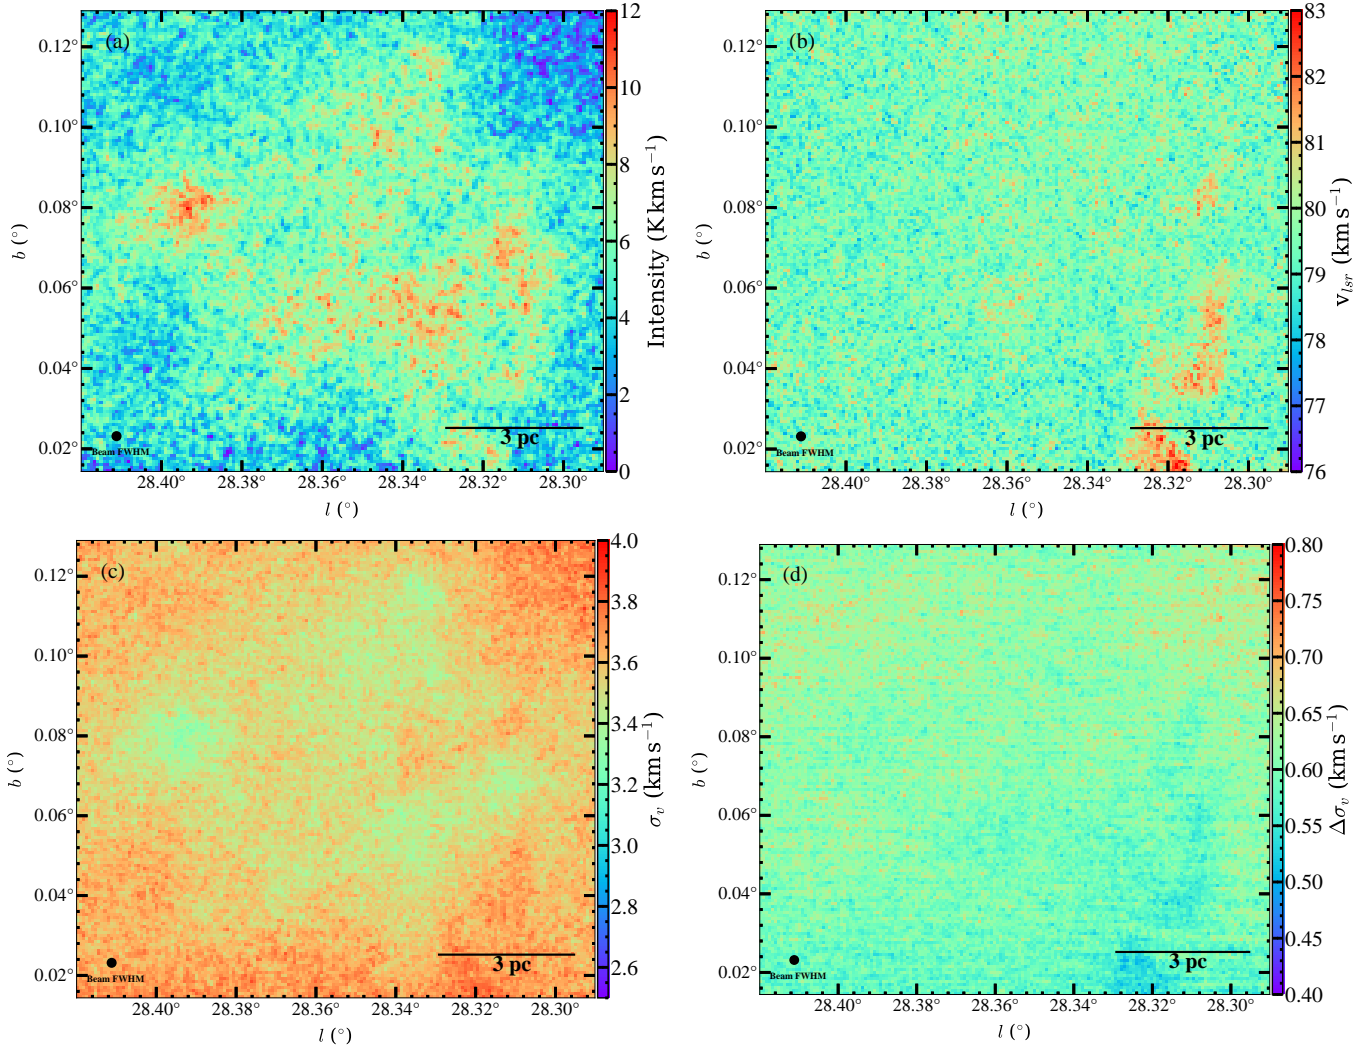 (a)
0.12°
0.10°
0.08°
0.06°
0.04°
0.02°
b (°)
28.40° 28.38° 28.36° 28.34° 28.32° 28.30°
l (°)
3 pc
Beam FWHM
12
10
8
6
4
2
0
Intensity (K km s⁻¹)
(b)
0.12°
0.10°
0.08°
0.06°
0.04°
0.02°
b (°)
28.40° 28.38° 28.36° 28.34° 28.32° 28.30°
l (°)
3 pc
Beam FWHM
83
82
81
80
79
78
77
76
v_lsr (km s⁻¹)
(c)
0.12°
0.10°
0.08°
0.06°
0.04°
0.02°
b (°)
28.40° 28.38° 28.36° 28.34° 28.32° 28.30°
l (°)
3 pc
Beam FWHM
4.0
3.8
3.6
3.4
3.2
3.0
2.8
2.6
σ_v (km s⁻¹)
(d)
0.12°
0.10°
0.08°
0.06°
0.04°
0.02°
b (°)
28.40° 28.38° 28.36° 28.34° 28.32° 28.30°
l (°)
3 pc
Beam FWHM
0.80
0.75
0.70
0.65
0.60
0.55
0.50
0.45
0.40
Δσ_v (km s⁻¹)